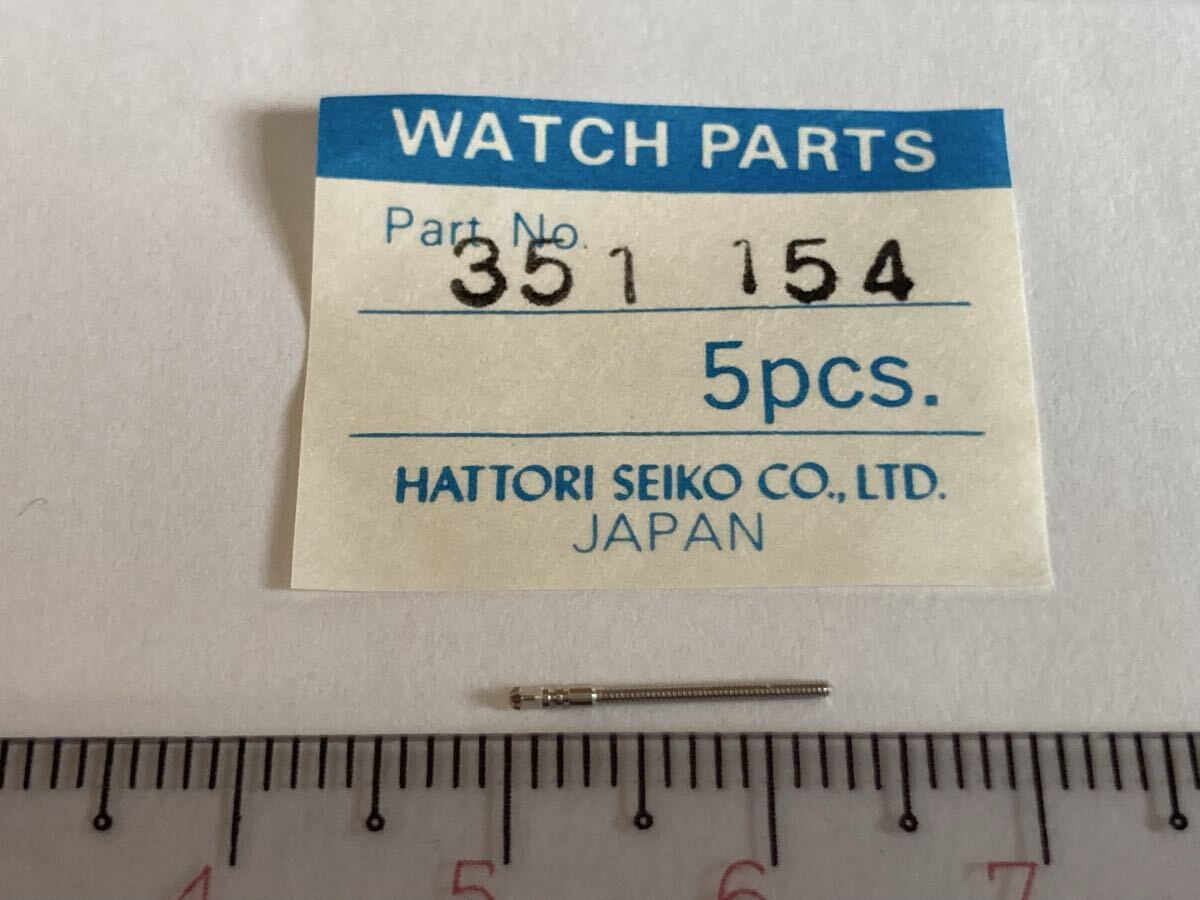 WATCH PARTS
Part No.
351 154
5pcs.
HATTORI SEIKO CO., LTD.
JAPAN
4 5 6 7